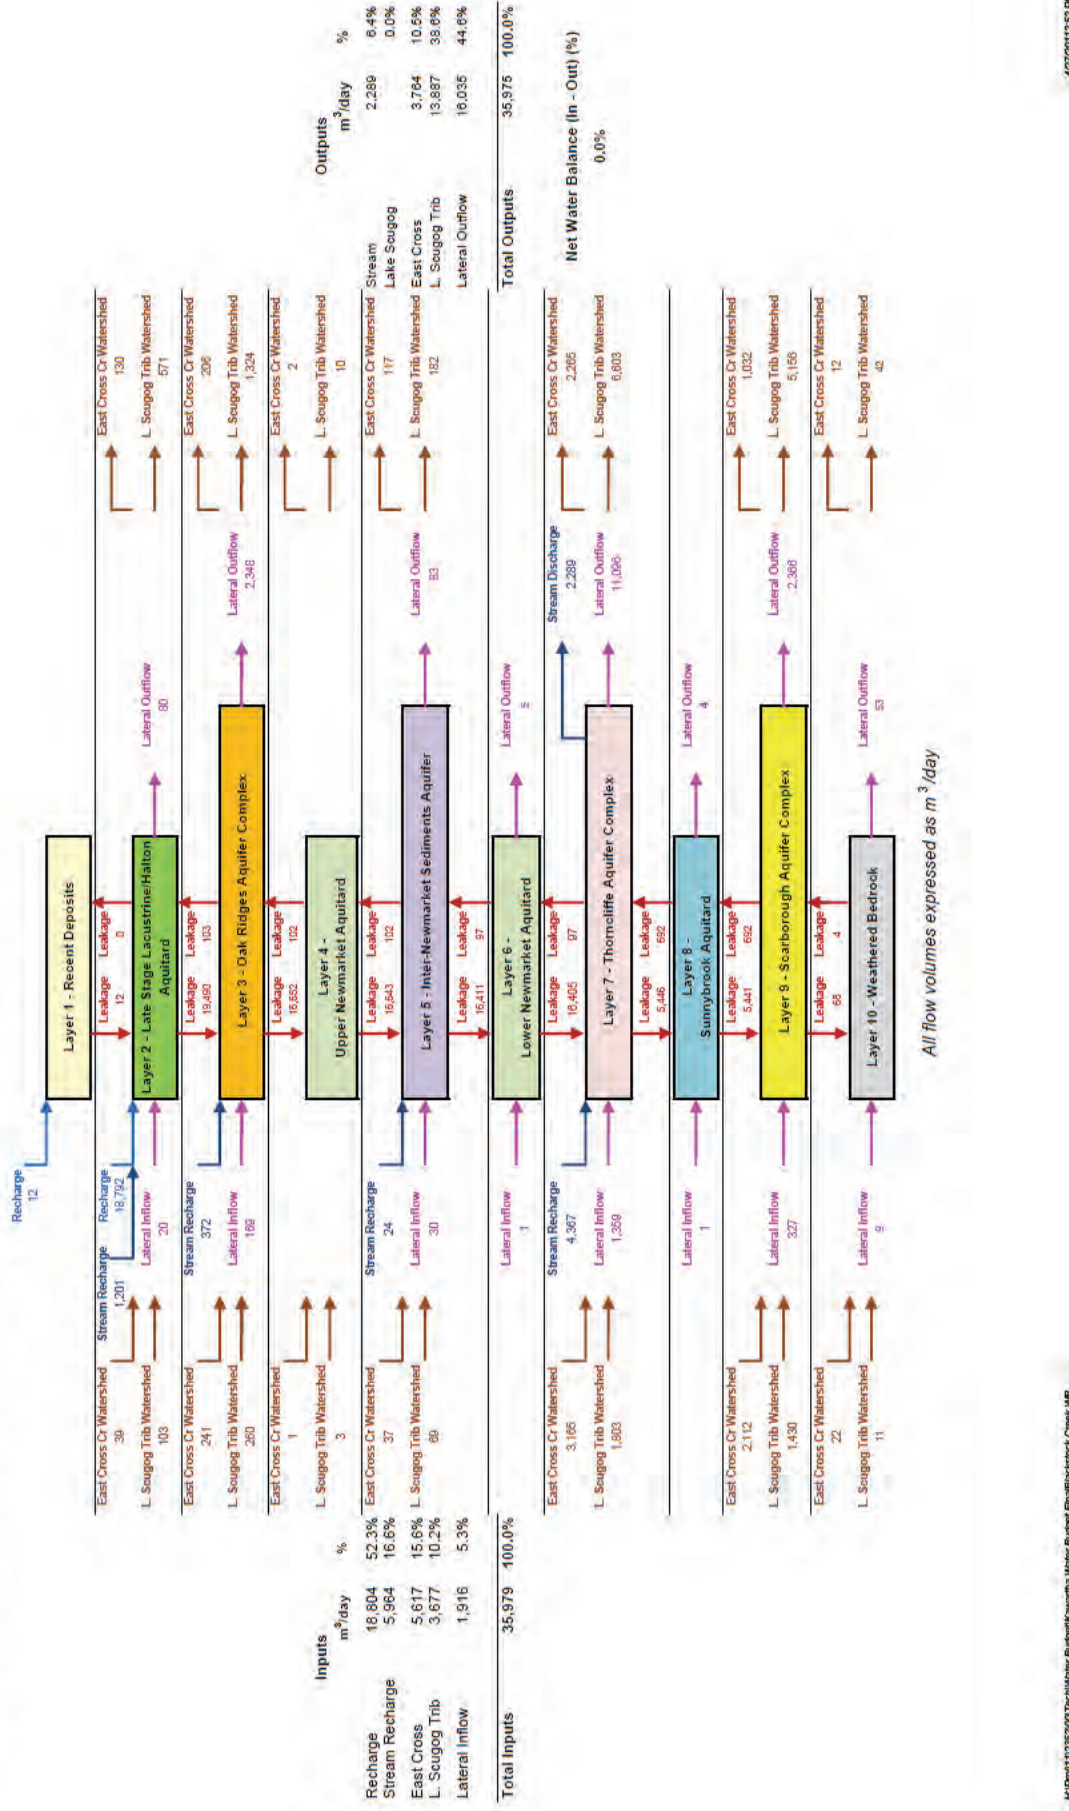 Recharge
12
Layer 1 - Recent Deposits
Leakage
12
Leakage
0
East Cross Cr Watershed
39
Stream Recharge
1,201
Recharge
18,792
L. Scugog Trib Watershed
103
Lateral Inflow
20
Layer 2 - Late Stage Lacustrine/Halton
Aquitard
Lateral Outflow
80
East Cross Cr Watershed
130
L. Scugog Trib Watershed
571
Leakage
19,490
Leakage
103
East Cross Cr Watershed
241
Stream Recharge
372
L. Scugog Trib Watershed
260
Lateral Inflow
169
Layer 3 - Oak Ridges Aquifer Complex
Lateral Outflow
2,348
East Cross Cr Watershed
206
L. Scugog Trib Watershed
1,324
Leakage
16,552
Leakage
102
East Cross Cr Watershed
1
L. Scugog Trib Watershed
3
Layer 4 -
Upper Newmarket Aquitard
East Cross Cr Watershed
2
L. Scugog Trib Watershed
10
Leakage
16,543
Leakage
102
East Cross Cr Watershed
37
Stream Recharge
24
L. Scugog Trib Watershed
69
Lateral Inflow
30
Layer 5 - Inter-Newmarket Sediments Aquifer
Lateral Outflow
83
East Cross Cr Watershed
117
L. Scugog Trib Watershed
182
Leakage
16,411
Leakage
97
Lateral Inflow
1
Layer 6 -
Lower Newmarket Aquitard
Lateral Outflow
5
Leakage
16,405
Leakage
97
East Cross Cr Watershed
3,166
Stream Recharge
4,367
L. Scugog Trib Watershed
1,803
Lateral Inflow
1,359
Layer 7 - Thorncliffe Aquifer Complex
Stream Discharge
2,289
Lateral Outflow
11,096
East Cross Cr Watershed
2,265
L. Scugog Trib Watershed
6,603
Leakage
5,446
Leakage
692
Lateral Inflow
1
Layer 8 -
Sunnybrook Aquitard
Lateral Outflow
4
Leakage
5,441
Leakage
692
East Cross Cr Watershed
2,112
L. Scugog Trib Watershed
1,430
Lateral Inflow
327
Layer 9 - Scarborough Aquifer Complex
Lateral Outflow
2,366
East Cross Cr Watershed
1,032
L. Scugog Trib Watershed
5,156
Leakage
66
Leakage
4
East Cross Cr Watershed
22
L. Scugog Trib Watershed
11
Lateral Inflow
9
Layer 10 - Weathered Bedrock
Lateral Outflow
53
East Cross Cr Watershed
12
L. Scugog Trib Watershed
42
All flow volumes expressed as m³/day
Inputs
m³/day %
Recharge 18,804 52.3%
Stream Recharge 5,964 16.6%
East Cross 5,617 15.6%
L. Scugog Trib 3,677 10.2%
Lateral Inflow 1,916 5.3%
Total Inputs 35,979 100.0%
Outputs
m³/day %
Stream 2,289 6.4%
Lake Scugog 0.0%
East Cross 3,764 10.5%
L. Scugog Trib 13,887 38.6%
Lateral Outflow 16,035 44.6%
Total Outputs 35,975 100.0%
Net Water Balance (In - Out) (%)
0.0%